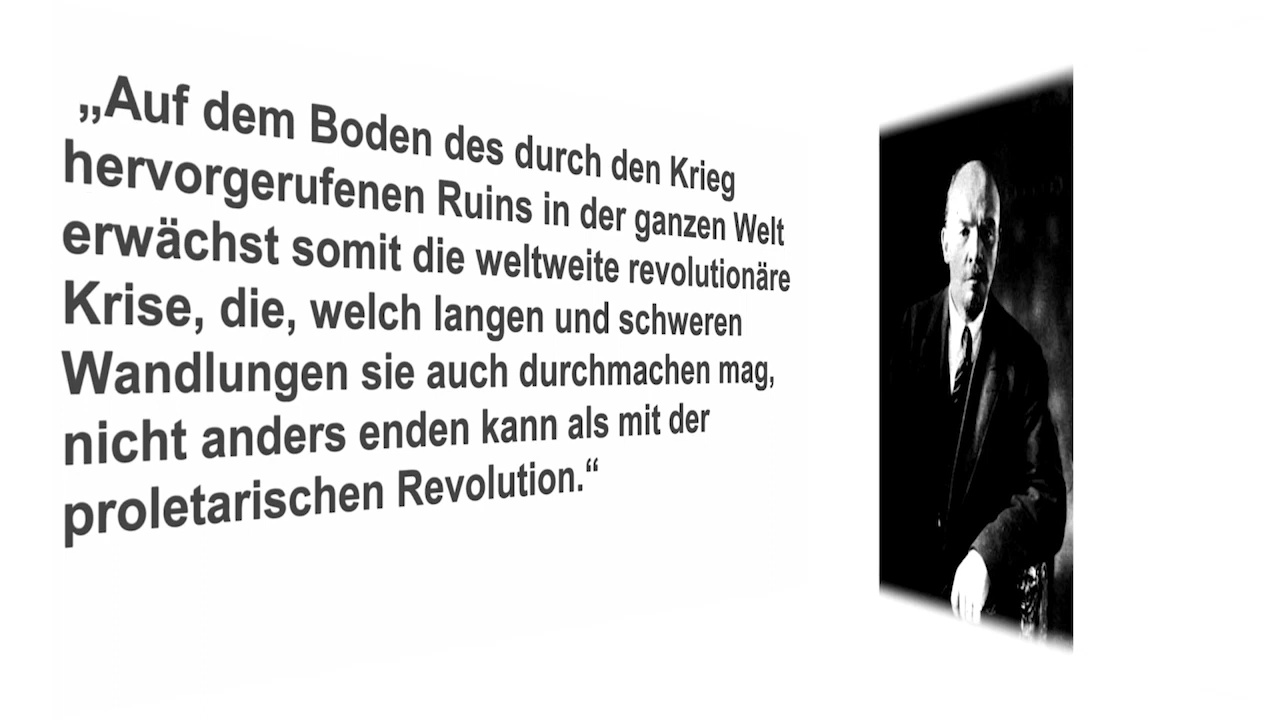 „Auf dem Boden des durch den Krieg
hervorgerufenen Ruins in der ganzen Welt
erwächst somit die weltweite revolutionäre
Krise, die, welch langen und schweren
Wandlungen sie auch durchmachen mag,
nicht anders enden kann als mit der
proletarischen Revolution.“